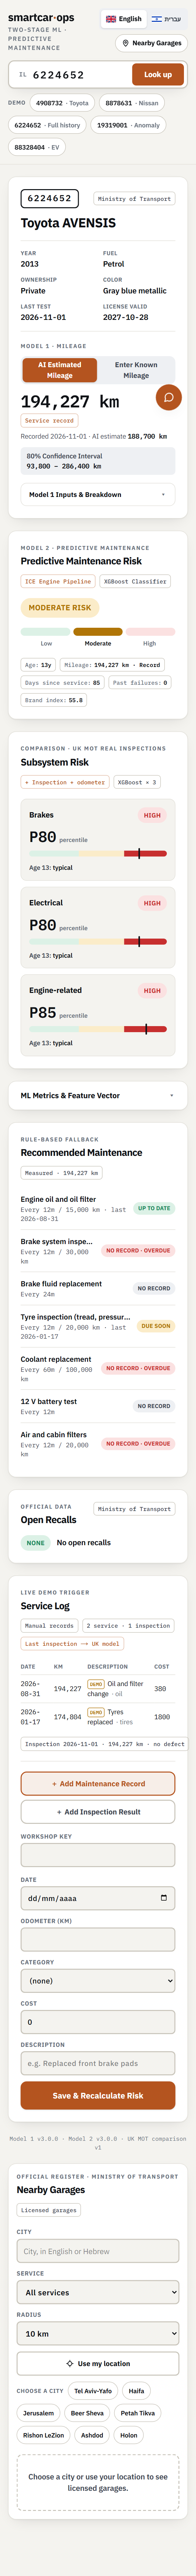 smartcar·ops
TWO-STAGE ML ·
PREDICTIVE
MAINTENANCE
English
עברית
Nearby Garages
IL 6224652
Look up
DEMO
4908732 · Toyota
8878631 · Nissan
6224652 · Full history
19319001 · Anomaly
88328404 · EV
6224652
Ministry of Transport
Toyota AVENSIS
YEAR
2013
FUEL
Petrol
OWNERSHIP
Private
COLOR
Gray blue metallic
LAST TEST
2026-11-01
LICENSE VALID
2027-10-28
MODEL 1 · MILEAGE
AI Estimated
Mileage
Enter Known
Mileage
194,227 km
Service record
Recorded 2026-11-01 · AI estimate 188,700 km
80% Confidence Interval
93,800 – 286,400 km
Model 1 Inputs & Breakdown
MODEL 2 · PREDICTIVE MAINTENANCE
Predictive Maintenance Risk
ICE Engine Pipeline
XGBoost Classifier
MODERATE RISK
Low
Moderate
High
Age: 13y
Mileage: 194,227 km · Record
Days since service: 85
Past failures: 0
Brand index: 55.8
COMPARISON · UK MOT REAL INSPECTIONS
Subsystem Risk
+ Inspection + odometer
XGBoost × 3
Brakes
HIGH
P80 percentile
Age 13: typical
Electrical
HIGH
P80 percentile
Age 13: typical
Engine-related
HIGH
P85 percentile
Age 13: typical
ML Metrics & Feature Vector
RULE-BASED FALLBACK
Recommended Maintenance
Measured · 194,227 km
Engine oil and oil filter
Every 12m / 15,000 km · last
2026-08-31
UP TO DATE
Brake system inspe...
Every 12m / 30,000
km
NO RECORD · OVERDUE
Brake fluid replacement
Every 24m
NO RECORD
Tyre inspection (tread, pressur...
Every 12m / 20,000 km · last
2026-01-17
DUE SOON
Coolant replacement
Every 60m / 100,000
km
NO RECORD · OVERDUE
12 V battery test
Every 12m
NO RECORD
Air and cabin filters
Every 12m / 20,000
km
NO RECORD · OVERDUE
OFFICIAL DATA
Ministry of Transport
Open Recalls
NONE
No open recalls
LIVE DEMO TRIGGER
Service Log
Manual records
2 service · 1 inspection
Last inspection → UK model
DATE KM DESCRIPTION COST
2026-
08-31
194,227
DEMO Oil and filter
change · oil
380
2026-
01-17
174,804
DEMO Tyres
replaced · tires
1800
Inspection 2026-11-01 · 194,227 km · no defect
+ Add Maintenance Record
+ Add Inspection Result
WORKSHOP KEY
DATE
dd/mm/aaaa
ODOMETER (KM)
CATEGORY
(none)
COST
0
DESCRIPTION
e.g. Replaced front brake pads
Save & Recalculate Risk
Model 1 v3.0.0 · Model 2 v3.0.0 · UK MOT comparison
v1
OFFICIAL REGISTER · MINISTRY OF TRANSPORT
Nearby Garages
Licensed garages
CITY
City, in English or Hebrew
SERVICE
All services
RADIUS
10 km
Use my location
CHOOSE A CITY
Tel Aviv-Yafo
Haifa
Jerusalem
Beer Sheva
Petah Tikva
Rishon LeZion
Ashdod
Holon
Choose a city or use your location to see
licensed garages.